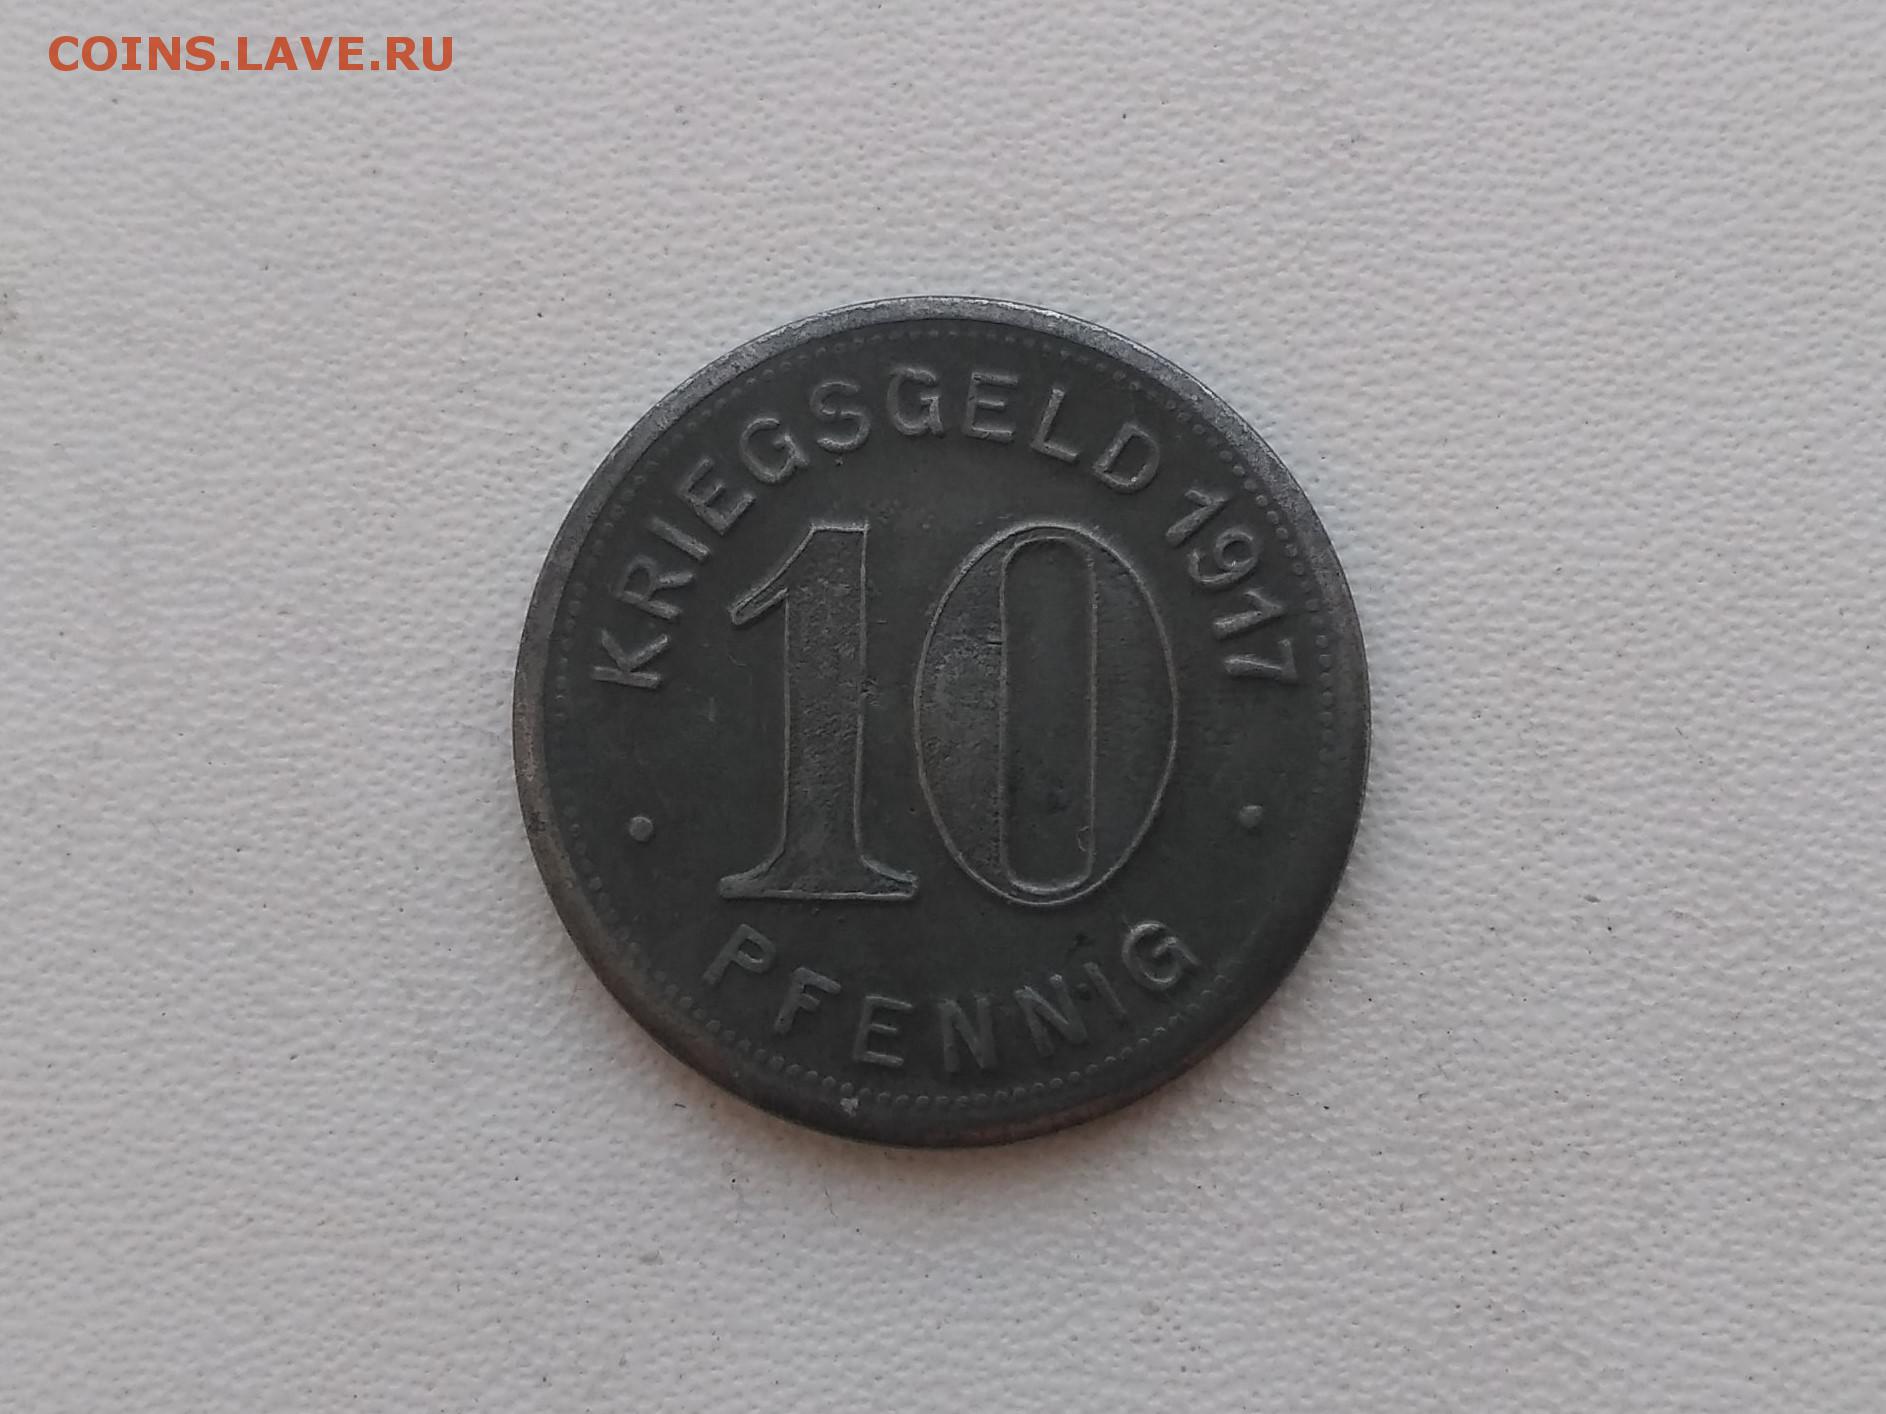 COINS.LAVE.RU
KRIEGSGELD 1917
10
PFENNIG